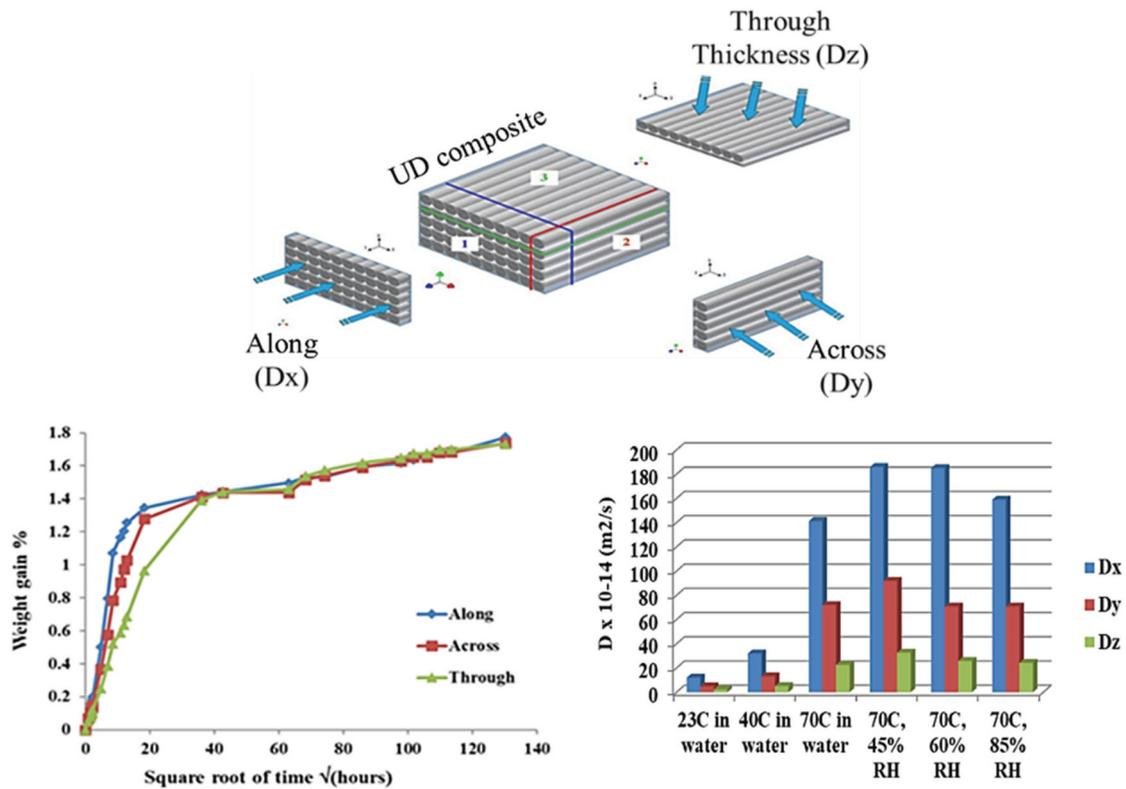 Through
Thickness (Dz)
UD composite
3
1
2
Along
(Dx)
Across
(Dy)
1.8
1.6
1.4
1.2
1
0.8
0.6
0.4
0.2
0
0 20 40 60 80 100 120 140
Weight gain %
Square root of time √(hours)
Along
Across
Through
200
180
160
140
120
100
80
60
40
20
0
D x 10-14 (m2/s)
23C in water
40C in water
70C in water
70C, 45% RH
70C, 60% RH
70C, 85% RH
Dx
Dy
Dz